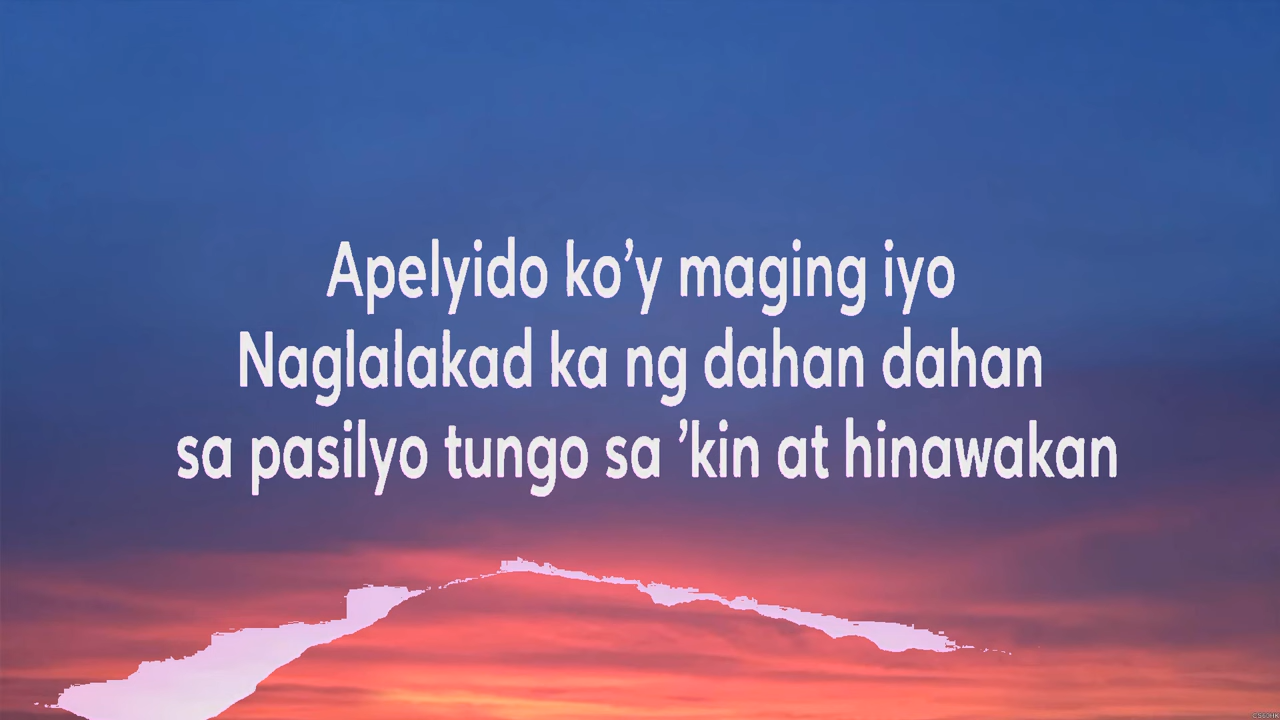 Apelyido ko’y maging iyo
Naglalakad ka ng dahan dahan
sa pasilyo tungo sa ’kin at hinawakan